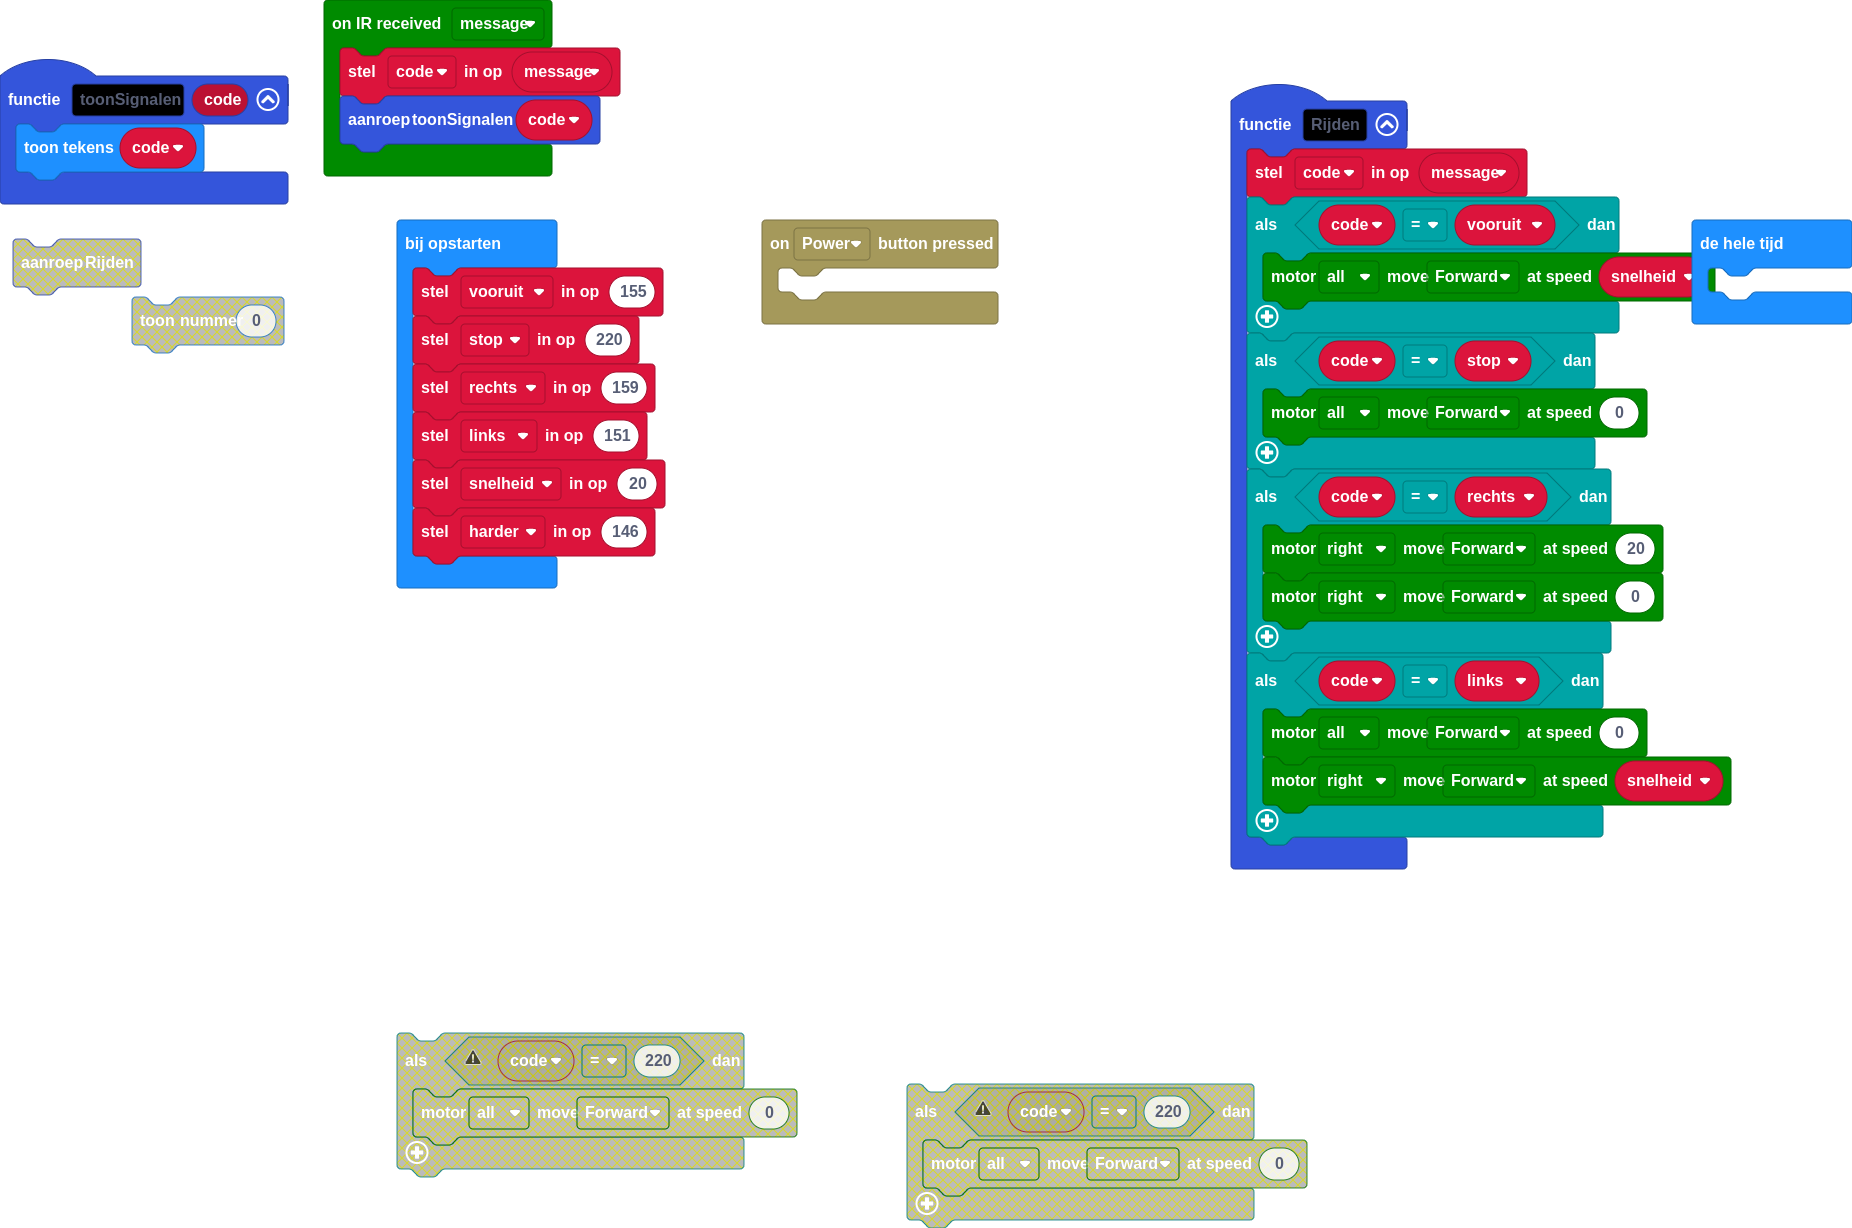 functie toonSignalen code
toon tekens code
aanroep Rijden
toon nummer 0
on IR received message
stel code in op message
aanroep toonSignalen code
bij opstarten
stel vooruit in op 155
stel stop in op 220
stel rechts in op 159
stel links in op 151
stel snelheid in op 20
stel harder in op 146
on Power button pressed
functie Rijden
stel code in op message
als code = vooruit dan
motor all move Forward at speed snelheid
als code = stop dan
motor all move Forward at speed 0
als code = rechts dan
motor right move Forward at speed 20
motor right move Forward at speed 0
als code = links dan
motor all move Forward at speed 0
motor right move Forward at speed snelheid
de hele tijd
als code = 220 dan
motor all move Forward at speed 0
als code = 220 dan
motor all move Forward at speed 0